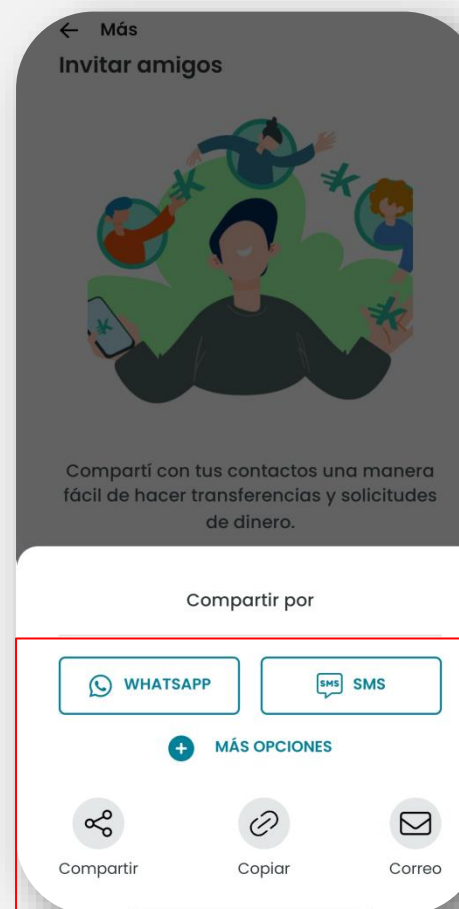 Más
Invitar amigos
Compartí con tus contactos una manera
fácil de hacer transferencias y solicitudes
de dinero.
Compartir por
WHATSAPP
SMS SMS
MÁS OPCIONES
Compartir
Copiar
Correo